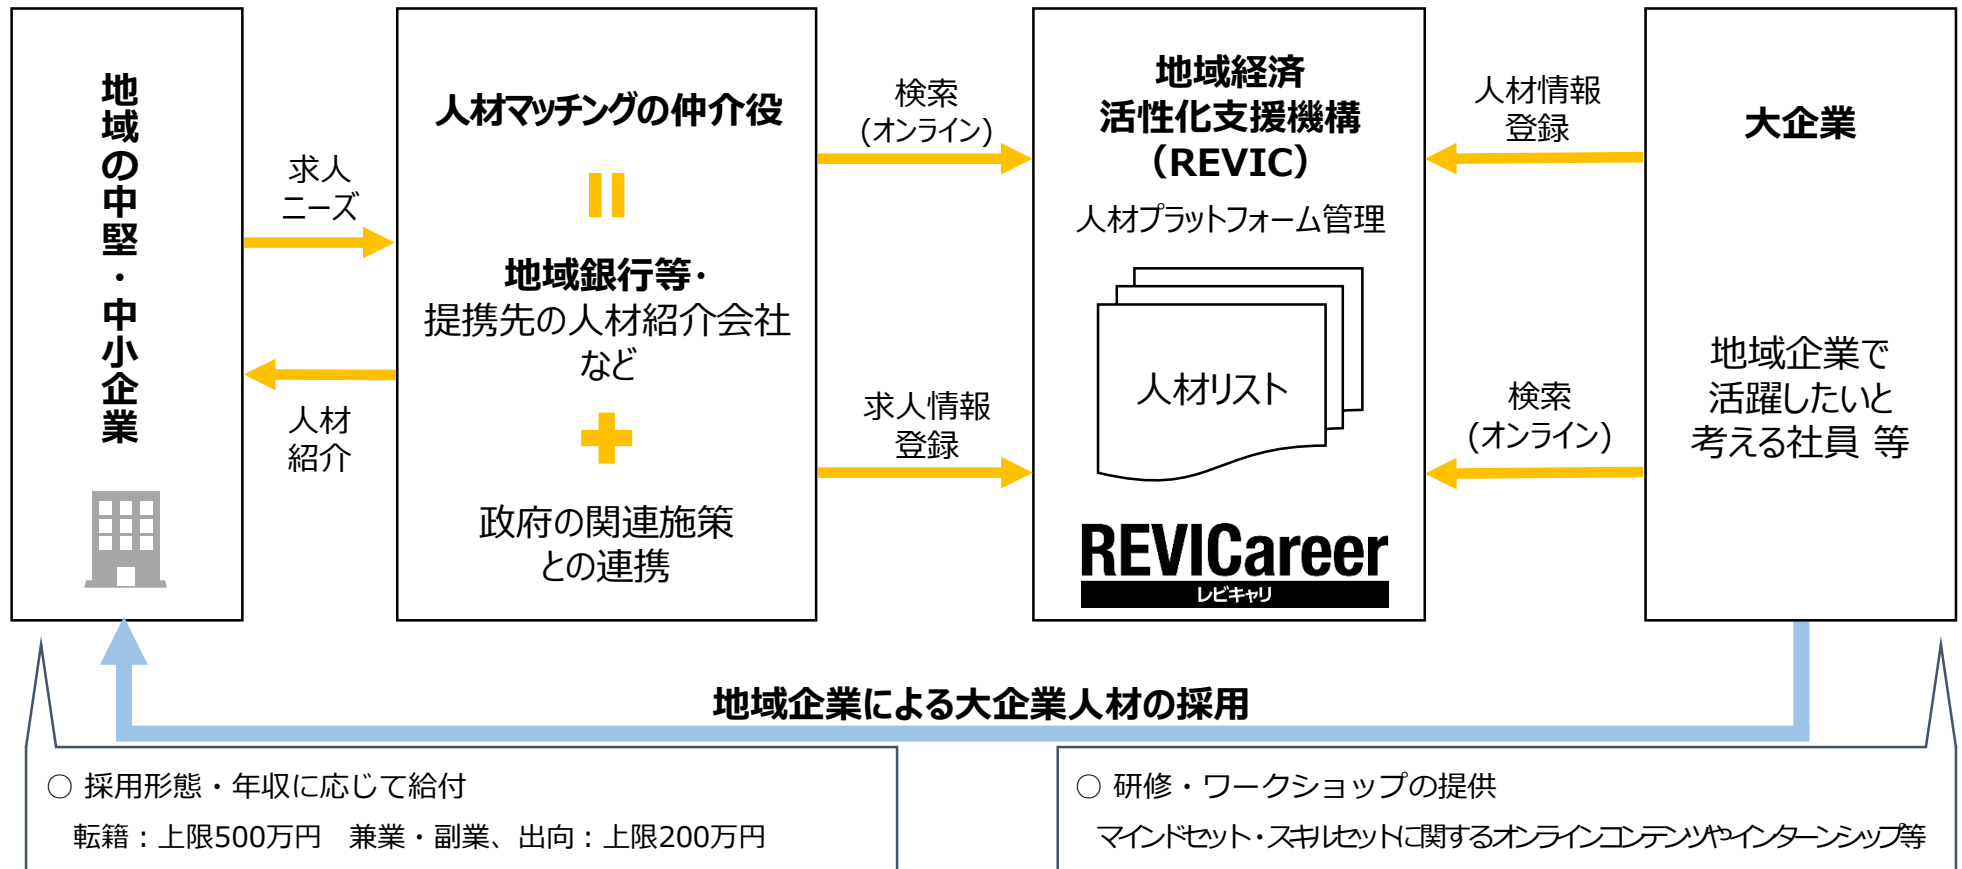 地域の中堅・中小企業
求人
ニーズ
人材
紹介
人材マッチングの仲介役
地域銀行等・
提携先の人材紹介会社
など
政府の関連施策
との連携
検索
(オンライン)
求人情報
登録
地域経済
活性化支援機構
（REVIC）
人材プラットフォーム管理
人材リスト
REVICareer
レビキャリ
人材情報
登録
検索
(オンライン)
大企業
地域企業で
活躍したいと
考える社員 等
地域企業による大企業人材の採用
○ 採用形態・年収に応じて給付
転籍：上限500万円　兼業・副業、出向：上限200万円
○ 研修・ワークショップの提供
マインドセット・スキルセットに関するオンラインコンテンツやインターンシップ等